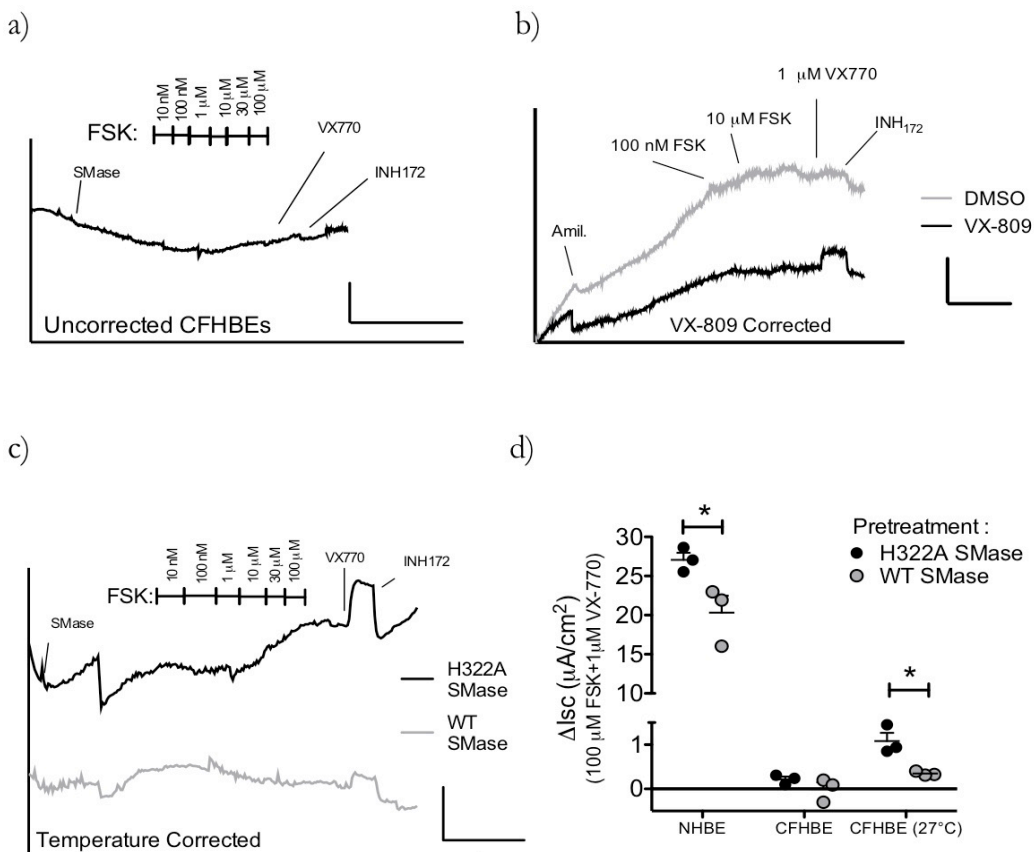 a)
10 nM
100 nM
1 μM
10 μM
30 μM
100 μM
FSK:
SMase
VX770
INH172
Uncorrected CFHBEs
b)
1 μM VX770
10 μM FSK
100 nM FSK
INH172
Amil.
DMSO
VX-809
VX-809 Corrected
c)
10 nM
100 nM
1 μM
10 μM
30 μM
100 μM
FSK:
SMase
VX770
INH172
H322A
SMase
WT
SMase
Temperature Corrected
d)
Pretreatment :
H322A SMase
WT SMase
*
*
ΔIsc (μA/cm²)
(100 μM FSK+1μM VX-770)
30
25
20
15
10
1
0
NHBE
CFHBE
CFHBE (27°C)